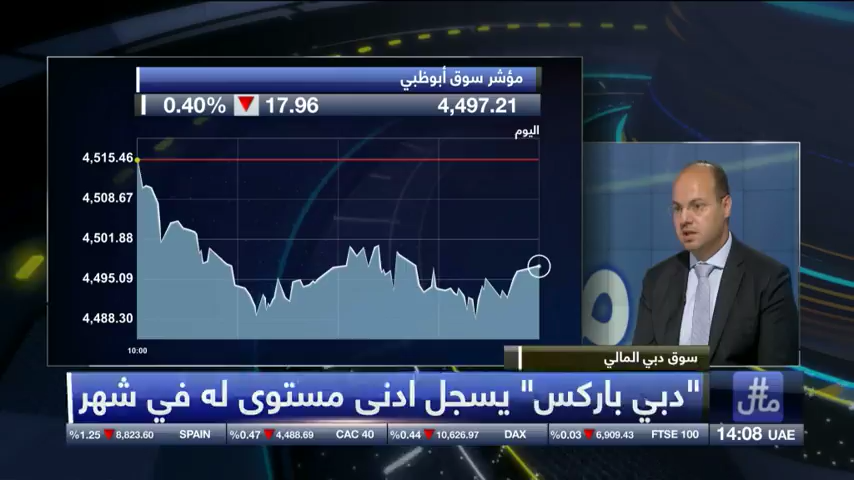 مؤشر سوق أبوظبي
4,497.21 17.96 0.40%
اليوم
4,515.46
4,508.67
4,501.88
4,495.09
4,488.30
10:00
سوق دبي المالي
"دبي باركس" يسجل ادنى مستوى له في شهر
مال#
%1.25 8,823.60 SPAIN %0.47 4,488.69 CAC 40 %0.44 10,626.97 DAX %0.03 6,909.43 FTSE 100 14:08 UAE